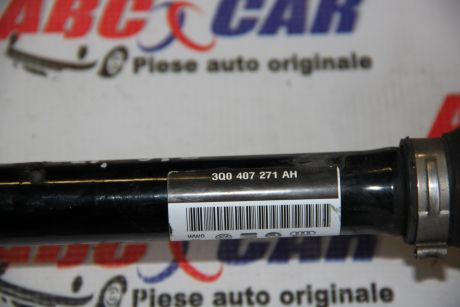 ABC CAR
Piese auto originale
3Q0 407 271 AH
ABC CAR
Piese auto originale